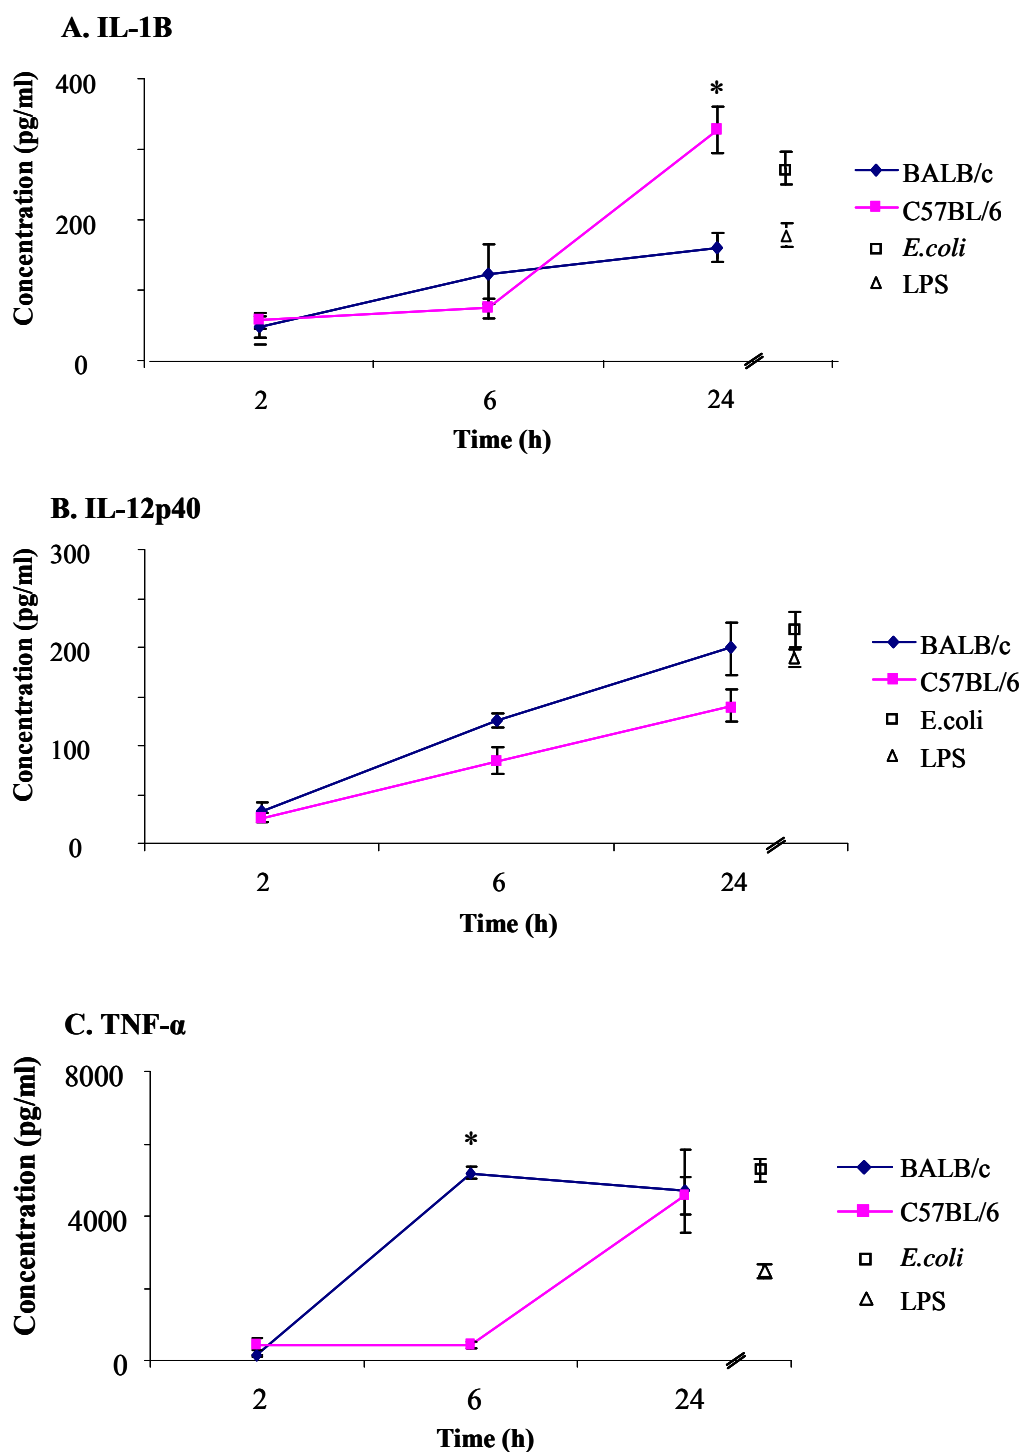 A. IL-1B
Concentration (pg/ml)
400
200
0
*
2 6 24
Time (h)
BALB/c
C57BL/6
E.coli
LPS
B. IL-12p40
Concentration (pg/ml)
300
200
100
0
2 6 24
Time (h)
BALB/c
C57BL/6
E.coli
LPS
C. TNF-α
Concentration (pg/ml)
8000
4000
0
*
2 6 24
Time (h)
BALB/c
C57BL/6
E.coli
LPS